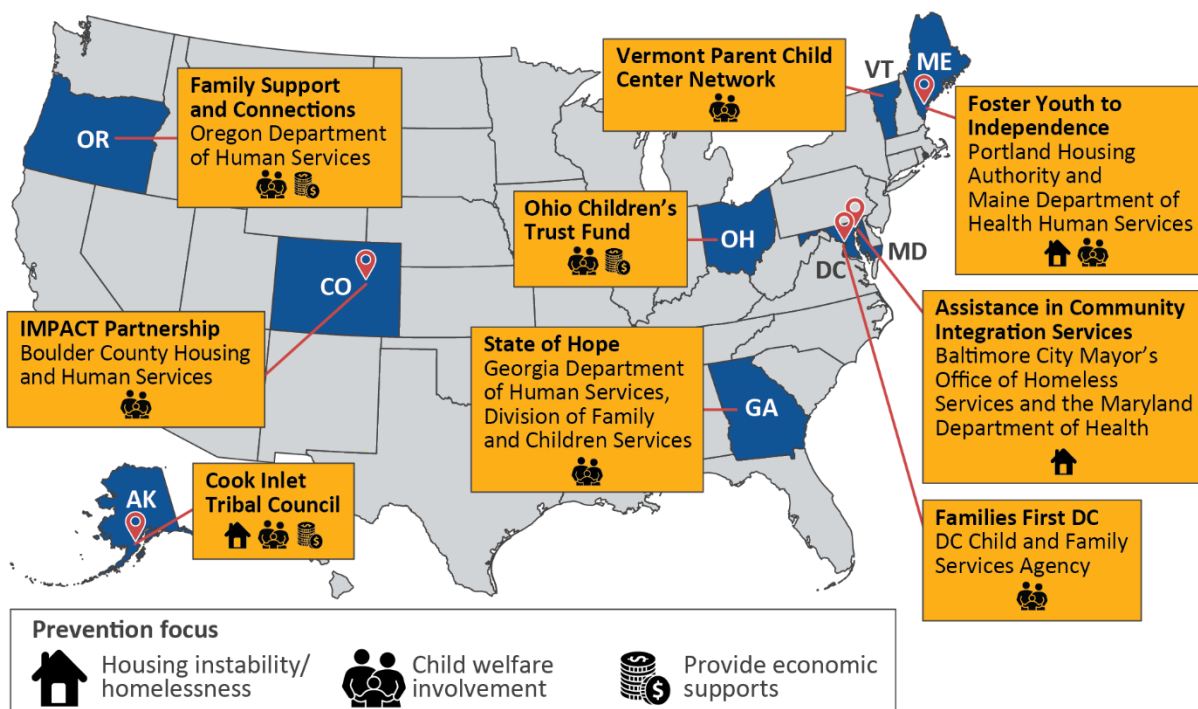 Vermont Parent Child
Center Network
VT
ME
Family Support
and Connections
Oregon Department
of Human Services
OR
Foster Youth to
Independence
Portland Housing
Authority and
Maine Department of
Health Human Services
Ohio Children's
Trust Fund
OH
MD
DC
CO
IMPACT Partnership
Boulder County Housing
and Human Services
State of Hope
Georgia Department
of Human Services,
Division of Family
and Children Services
GA
Assistance in Community
Integration Services
Baltimore City Mayor's
Office of Homeless
Services and the Maryland
Department of Health
AK
Cook Inlet
Tribal Council
Families First DC
DC Child and Family
Services Agency
Prevention focus
Housing instability/
homelessness
Child welfare
involvement
$
Provide economic
supports